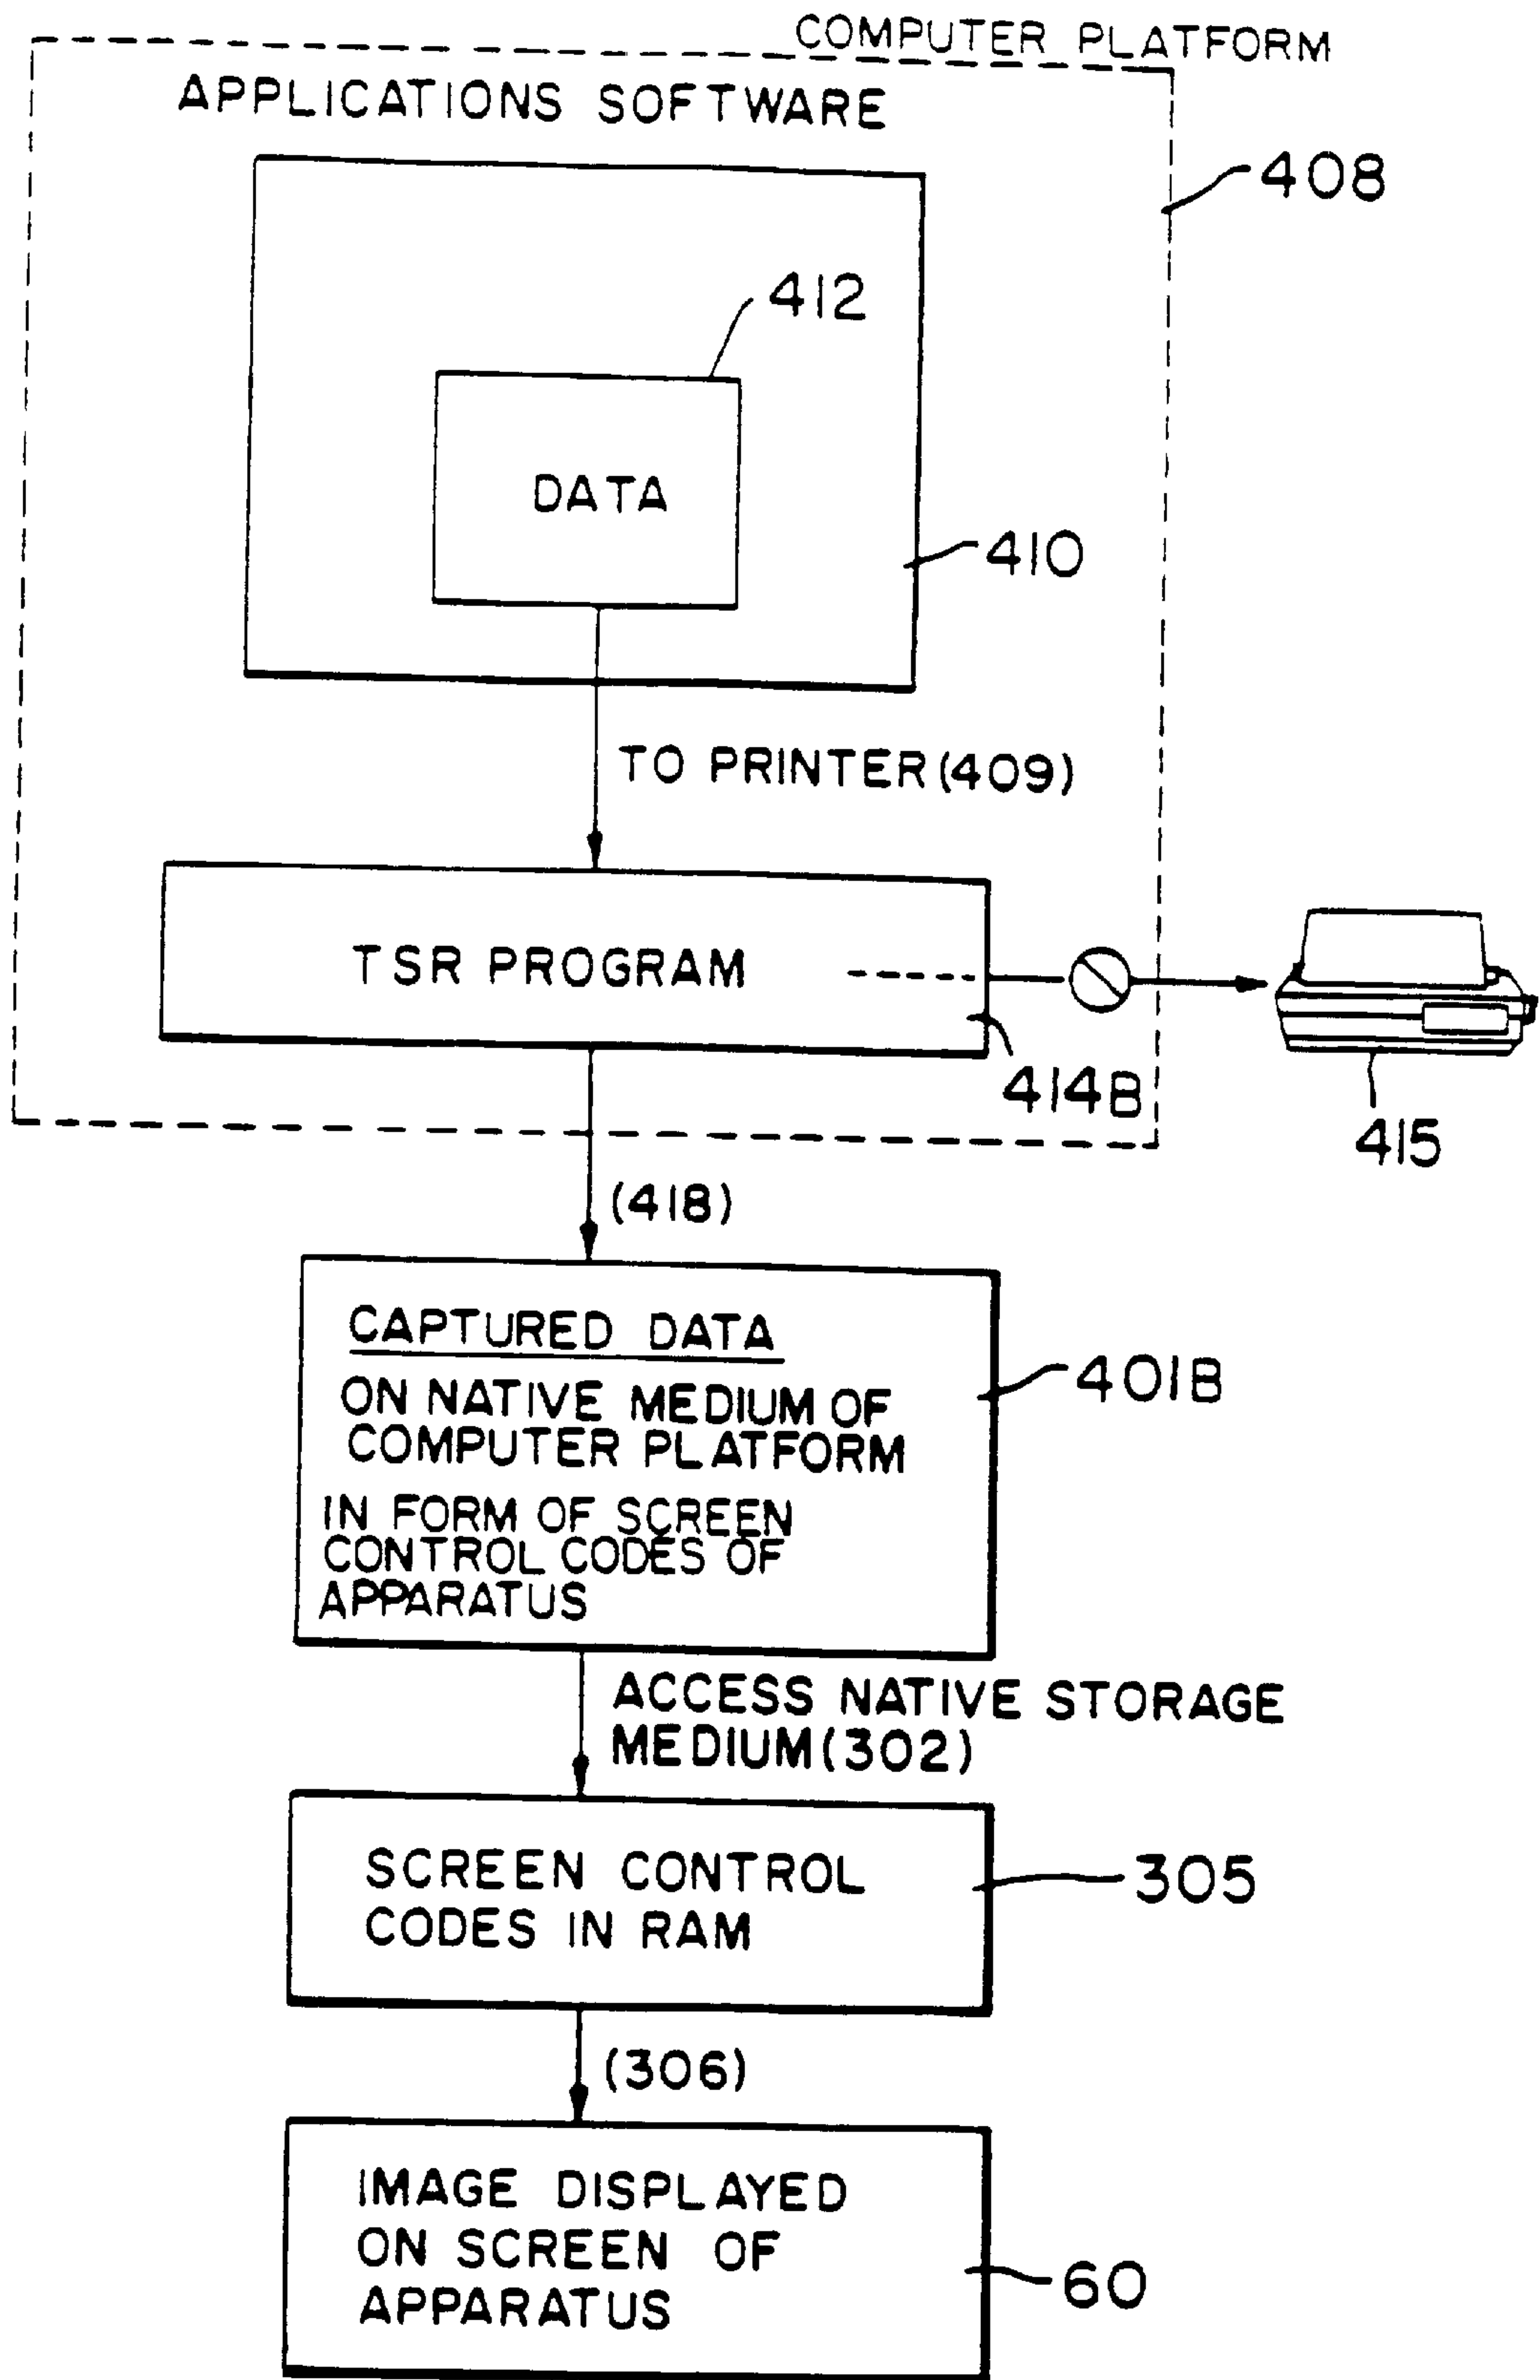 COMPUTER PLATFORM
APPLICATIONS SOFTWARE
408
412
DATA
410
TO PRINTER (409)
TSR PROGRAM
414B
415
(418)
CAPTURED DATA
ON NATIVE MEDIUM OF
COMPUTER PLATFORM
IN FORM OF SCREEN
CONTROL CODES OF
APPARATUS
401B
ACCESS NATIVE STORAGE
MEDIUM (302)
SCREEN CONTROL
CODES IN RAM
305
(306)
IMAGE DISPLAYED
ON SCREEN OF
APPARATUS
60